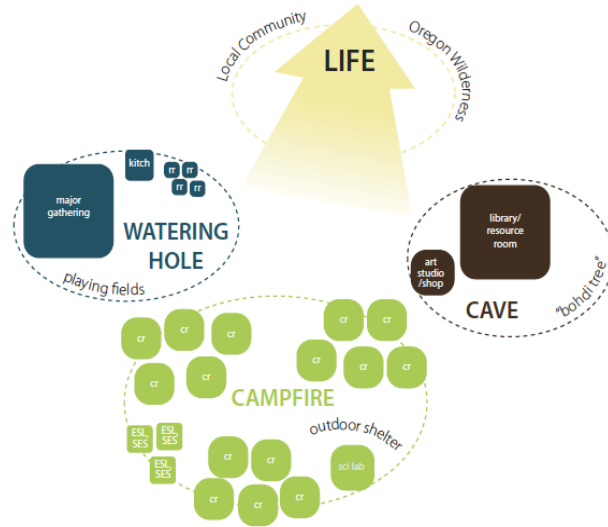 Local Community
LIFE
Oregon Wilderness
kitch
rr
rr
rr
rr
major
gathering
WATERING
HOLE
playing fields
library/
resource
room
art
studio
/shop
CAVE
"bohdi tree"
cr
cr
cr
cr
cr
cr
cr
cr
cr
cr
CAMPFIRE
outdoor shelter
ESL,
SES
ESL,
SES
ESL,
SES
cr
cr
cr
cr
cr
sci lab